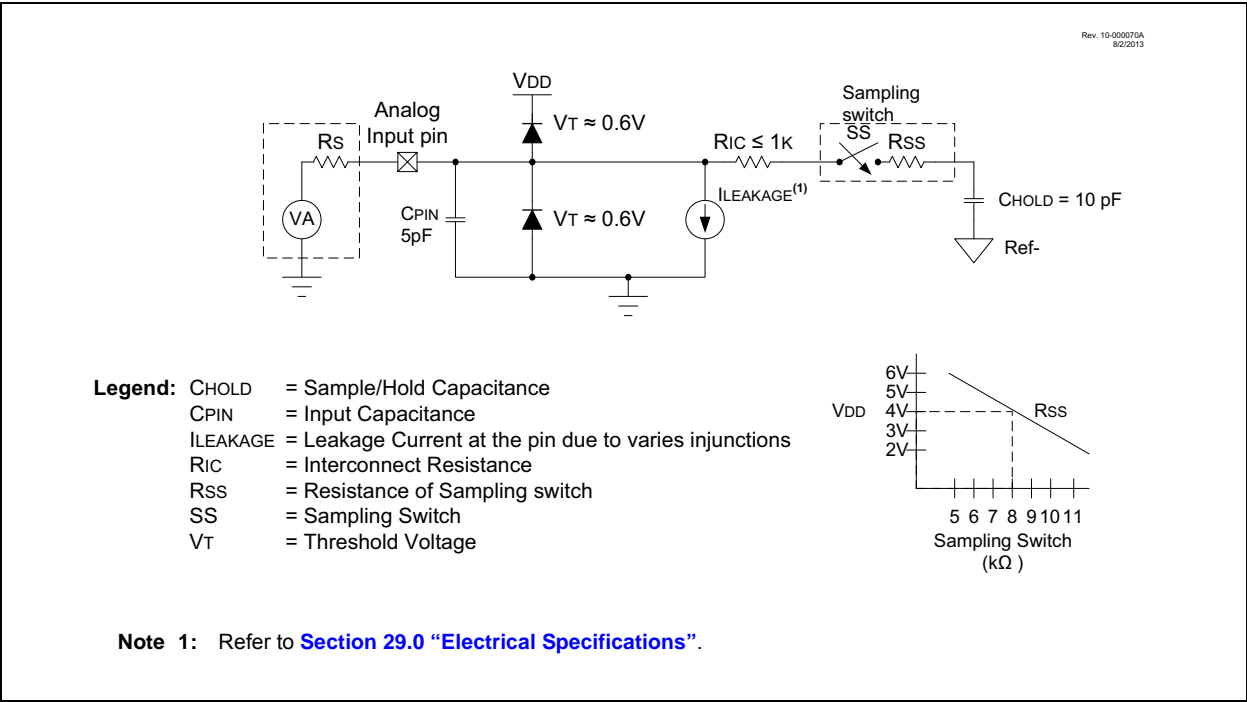 Rev. 10-000070A
8/2/2013
VDD
Analog
Input pin
VT ≈ 0.6V
Sampling
switch
SS
RS
RIC ≤ 1K
RSS
VA
CPIN
5pF
VT ≈ 0.6V
ILEAKAGE(1)
CHOLD = 10 pF
Ref-
Legend: CHOLD = Sample/Hold Capacitance
CPIN = Input Capacitance
ILEAKAGE = Leakage Current at the pin due to varies injunctions
RIC = Interconnect Resistance
RSS = Resistance of Sampling switch
SS = Sampling Switch
VT = Threshold Voltage
6V
5V
VDD 4V RSS
3V
2V
5 6 7 8 9 10 11
Sampling Switch
(kΩ )
Note 1: Refer to Section 29.0 “Electrical Specifications”.